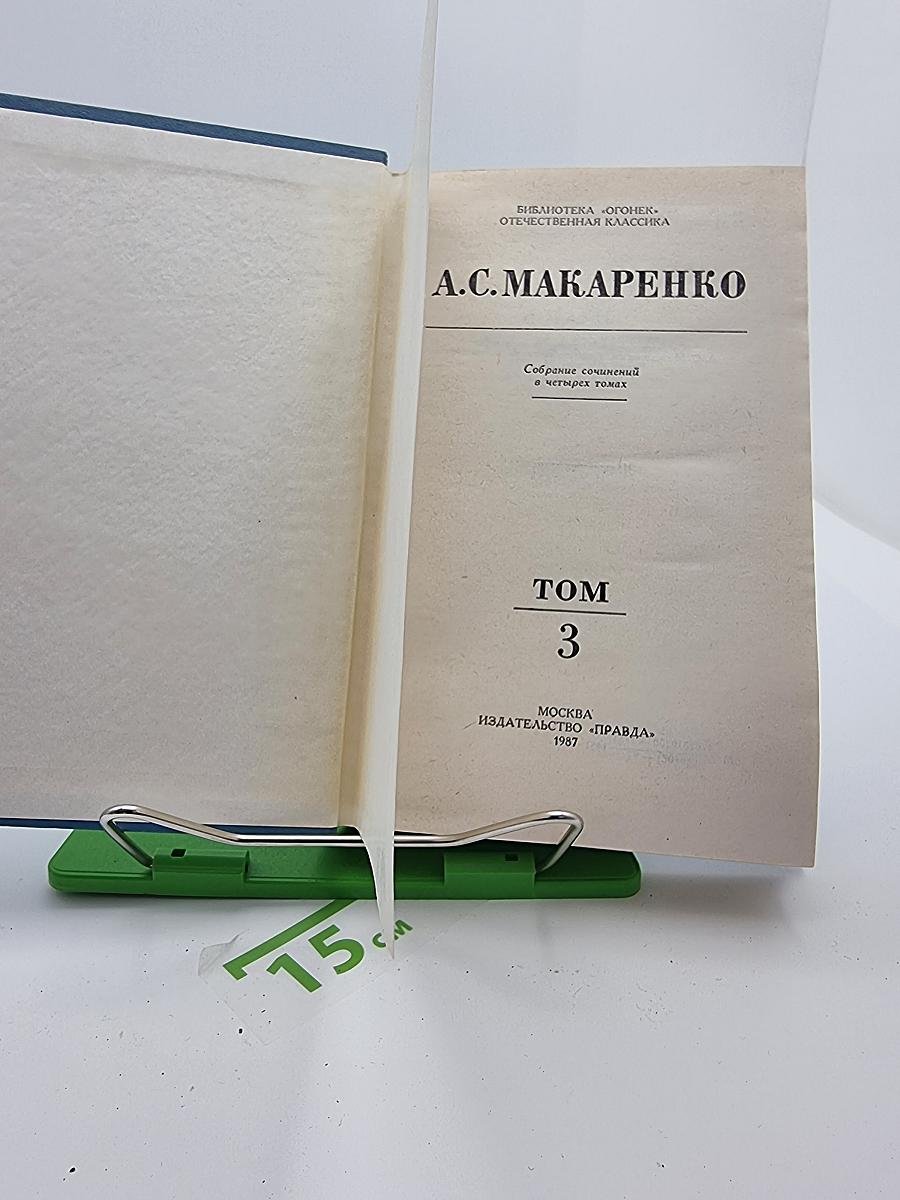 БИБЛИОТЕКА «ОГОНЕК»
ОТЕЧЕСТВЕННАЯ КЛАССИКА
А.С.МАКАРЕНКО
Собрание сочинений
в четырех томах
ТОМ
3
МОСКВА
ИЗДАТЕЛЬСТВО «ПРАВДА»
1987
15 см